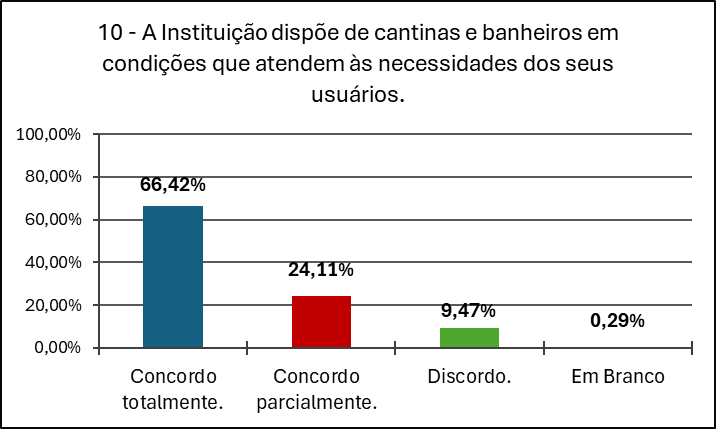 10 - A Instituição dispõe de cantinas e banheiros em
condições que atendem às necessidades dos seus
usuários.
100,00%
80,00%
60,00%
40,00%
20,00%
0,00%
66,42%
24,11%
9,47%
0,29%
Concordo
totalmente.
Concordo
parcialmente.
Discordo.
Em Branco